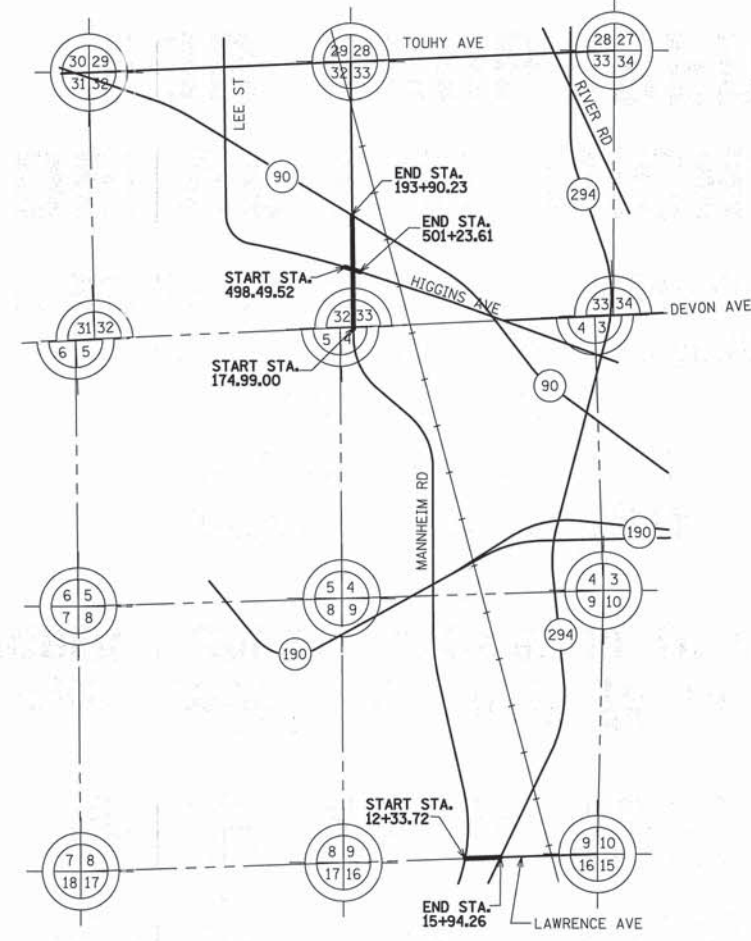 TOUHY AVE
30 29
31 32
29 28
32 33
28 27
33 34
LEE ST
RIVER RD
90
294
END STA.
193+90.23
END STA.
501+23.61
START STA.
498.49.52
HIGGINS AVE
DEVON AVE
31 32
6 5
32 33
5 4
33 34
4 3
START STA.
174.99.00
90
MANNHEIM RD
190
6 5
7 8
5 4
8 9
4 3
9 10
190
294
START STA.
12+33.72
7 8
18 17
8 9
17 16
9 10
16 15
END STA.
15+94.26
LAWRENCE AVE